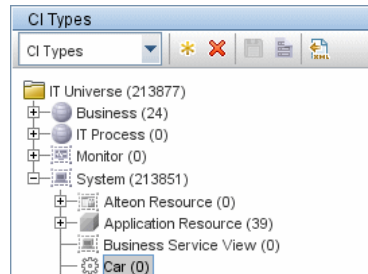 CI Types
CI Types
XML
IT Universe (213877)
Business (24)
IT Process (0)
Monitor (0)
System (213851)
Alteon Resource (0)
Application Resource (39)
Business Service View (0)
Car (0)